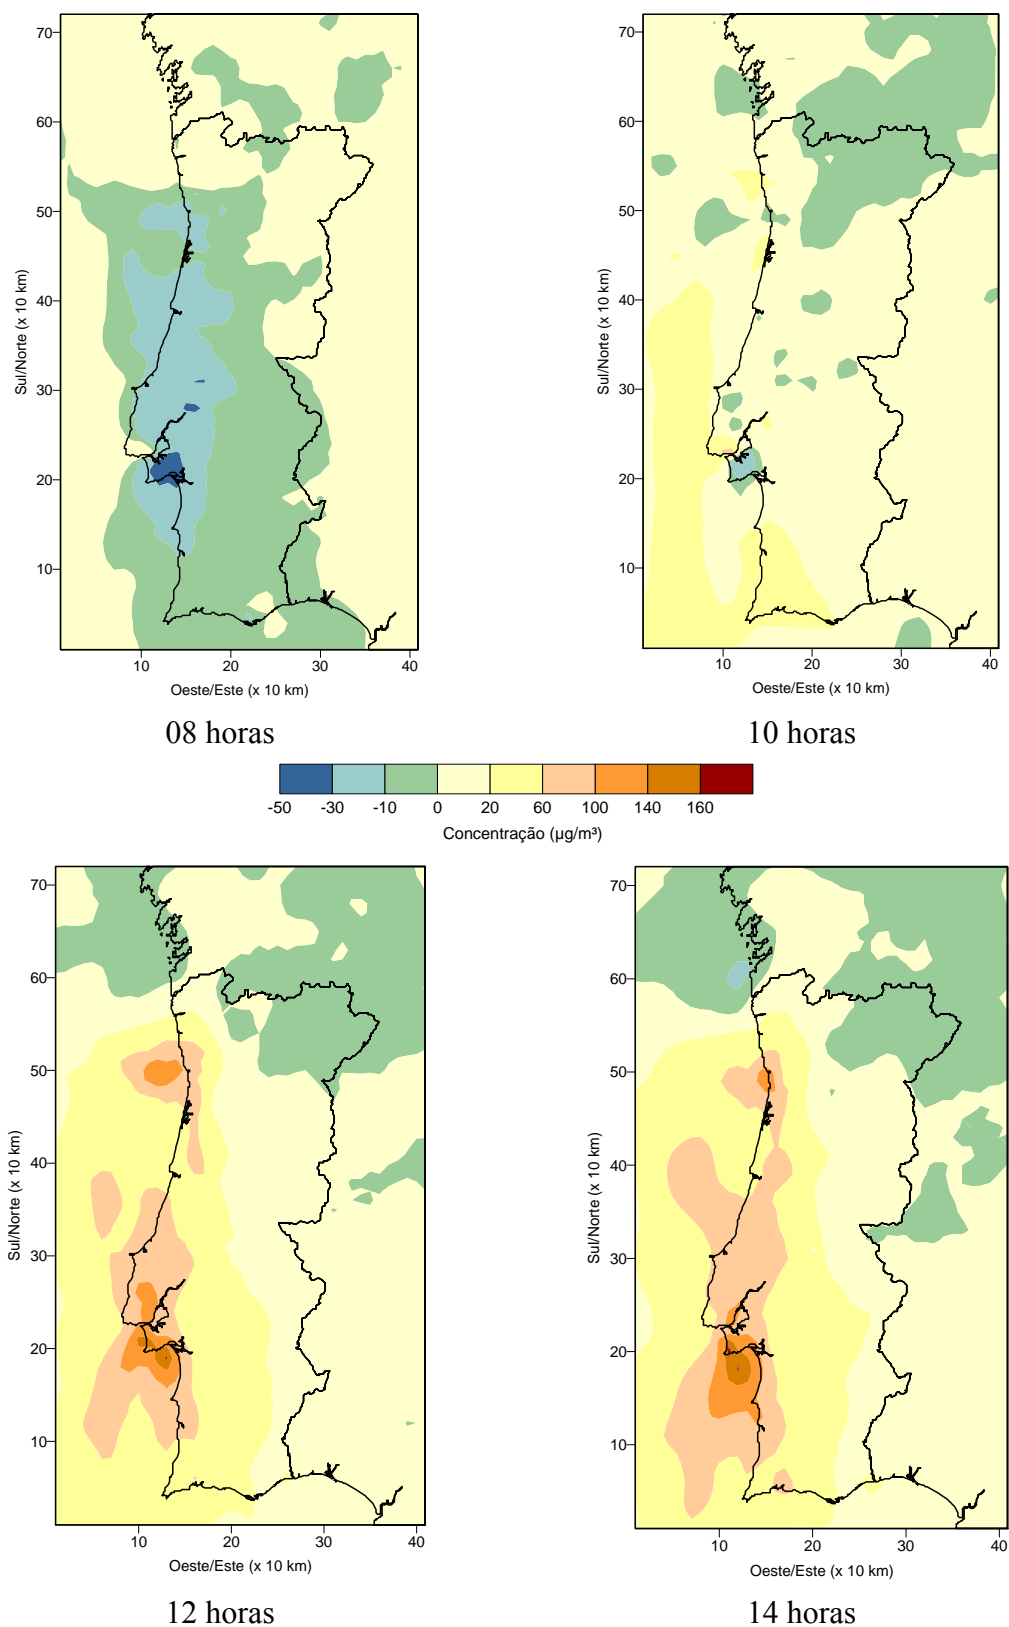 70
60
50
40
30
20
10
Sul/Norte (x 10 km)
10 20 30 40
Oeste/Este (x 10 km)
08 horas
70
60
50
40
30
20
10
Sul/Norte (x 10 km)
10 20 30 40
Oeste/Este (x 10 km)
10 horas
-50 -30 -10 0 20 60 100 140 160
Concentração (µg/m³)
70
60
50
40
30
20
10
Sul/Norte (x 10 km)
10 20 30 40
Oeste/Este (x 10 km)
12 horas
70
60
50
40
30
20
10
Sul/Norte (x 10 km)
10 20 30 40
Oeste/Este (x 10 km)
14 horas